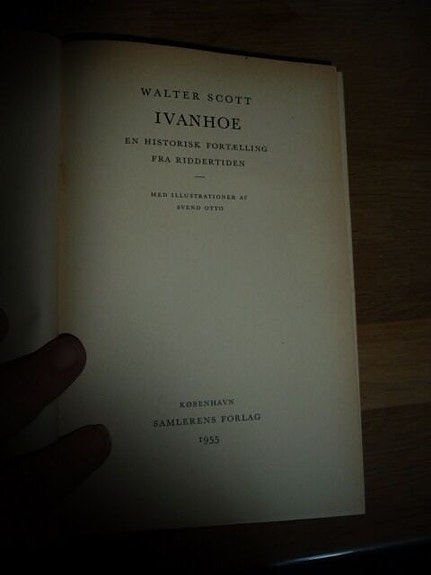 WALTER SCOTT
IVANHOE
EN HISTORISK FORTÆLLING
FRA RIDDERTIDEN
—
MED ILLUSTRATIONER AF
SVEND OTTO
KØBENHAVN
SAMLERENS FORLAG
1955